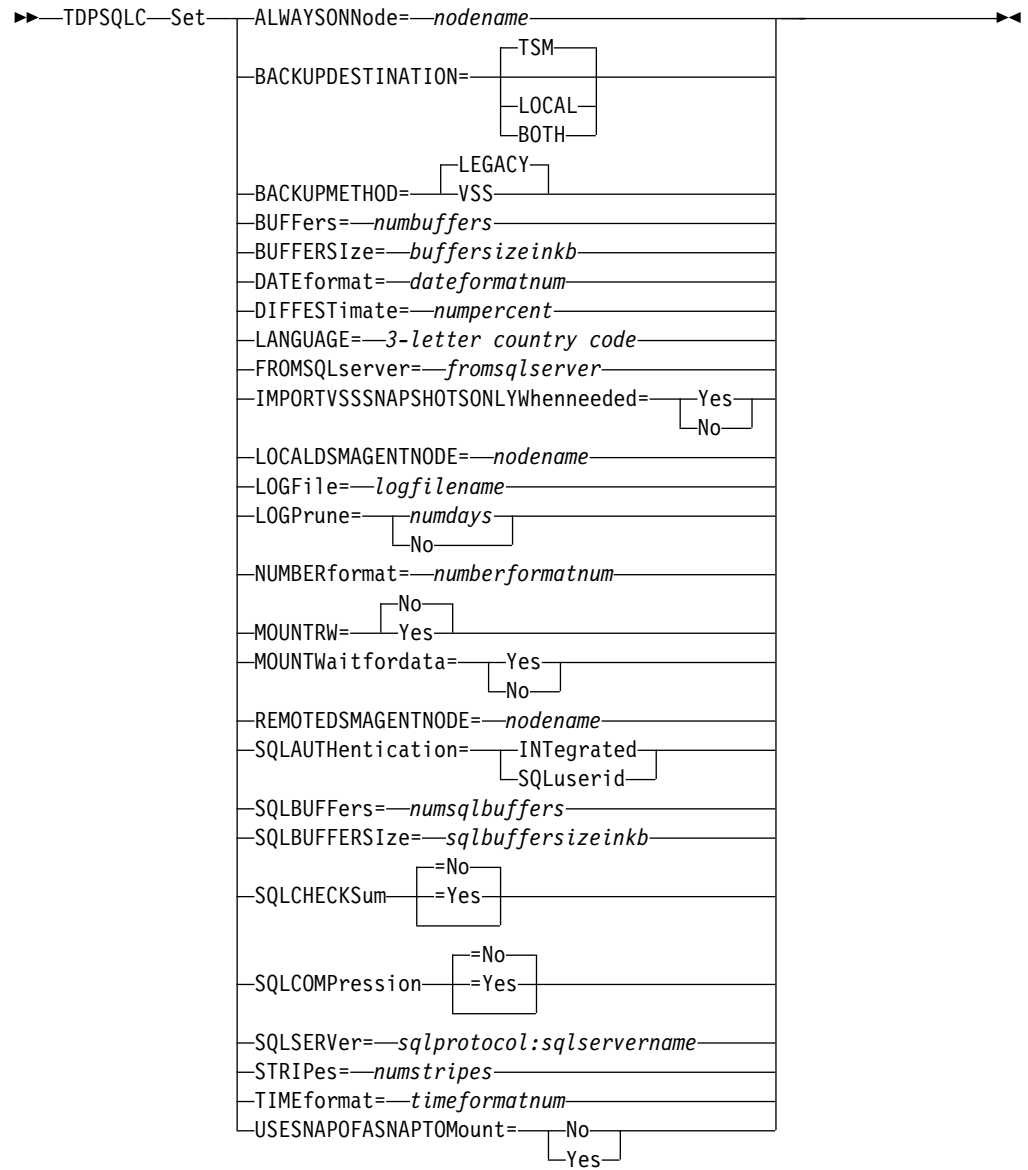 TDPSQLC Set ALWAYSONNode= nodename
TSM
BACKUPDESTINATION=
LOCAL
BOTH
LEGACY
BACKUPMETHOD= VSS
BUFFers= numbuffers
BUFFERSIze= buffersizeinkb
DATEformat= dateformatnum
DIFFESTimate= numpercent
LANGUAGE= 3-letter country code
FROMSQLserver= fromsqlserver
IMPORTVSSSNAPSHOTSONLYWhenneeded= Yes
No
LOCALDSMAGENTNODE= nodename
LOGFile= logfilename
LOGPrune= numdays
No
NUMBERformat= numberformatnum
No
MOUNTRW= Yes
MOUNTWaitfordata= Yes
No
REMOTEDSMAGENTNODE= nodename
SQLAUTHentication= INTegrated
SQLuserid
SQLBUFFers= numsqlbuffers
SQLBUFFERSIze= sqlbuffersizeinkb
=No
SQLCHECKSum =Yes
=No
SQLCOMPression =Yes
SQLSERVer= sqlprotocol:sqlservername
STRIPes= numstripes
TIMEformat= timeformatnum
USESNAPOFASNAPTOMount= No
Yes